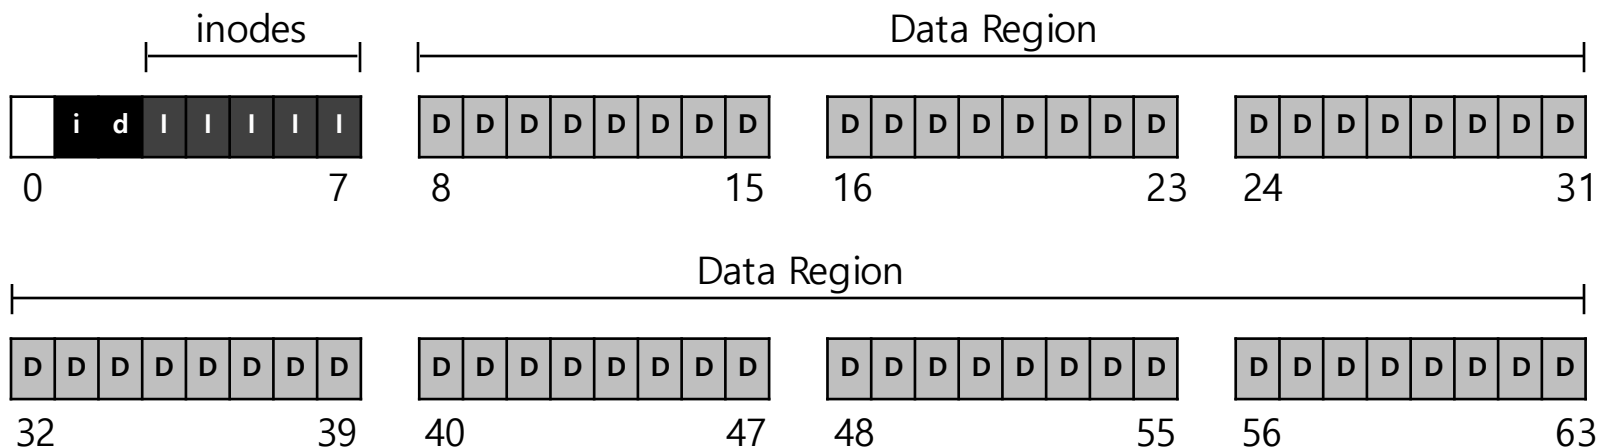 inodes Data Region
i d I I I I I D D D D D D D D D D D D D D D D D D D D D D D D
0 7 8 15 16 23 24 31
Data Region
D D D D D D D D D D D D D D D D D D D D D D D D D D D D D D D D
32 39 40 47 48 55 56 63